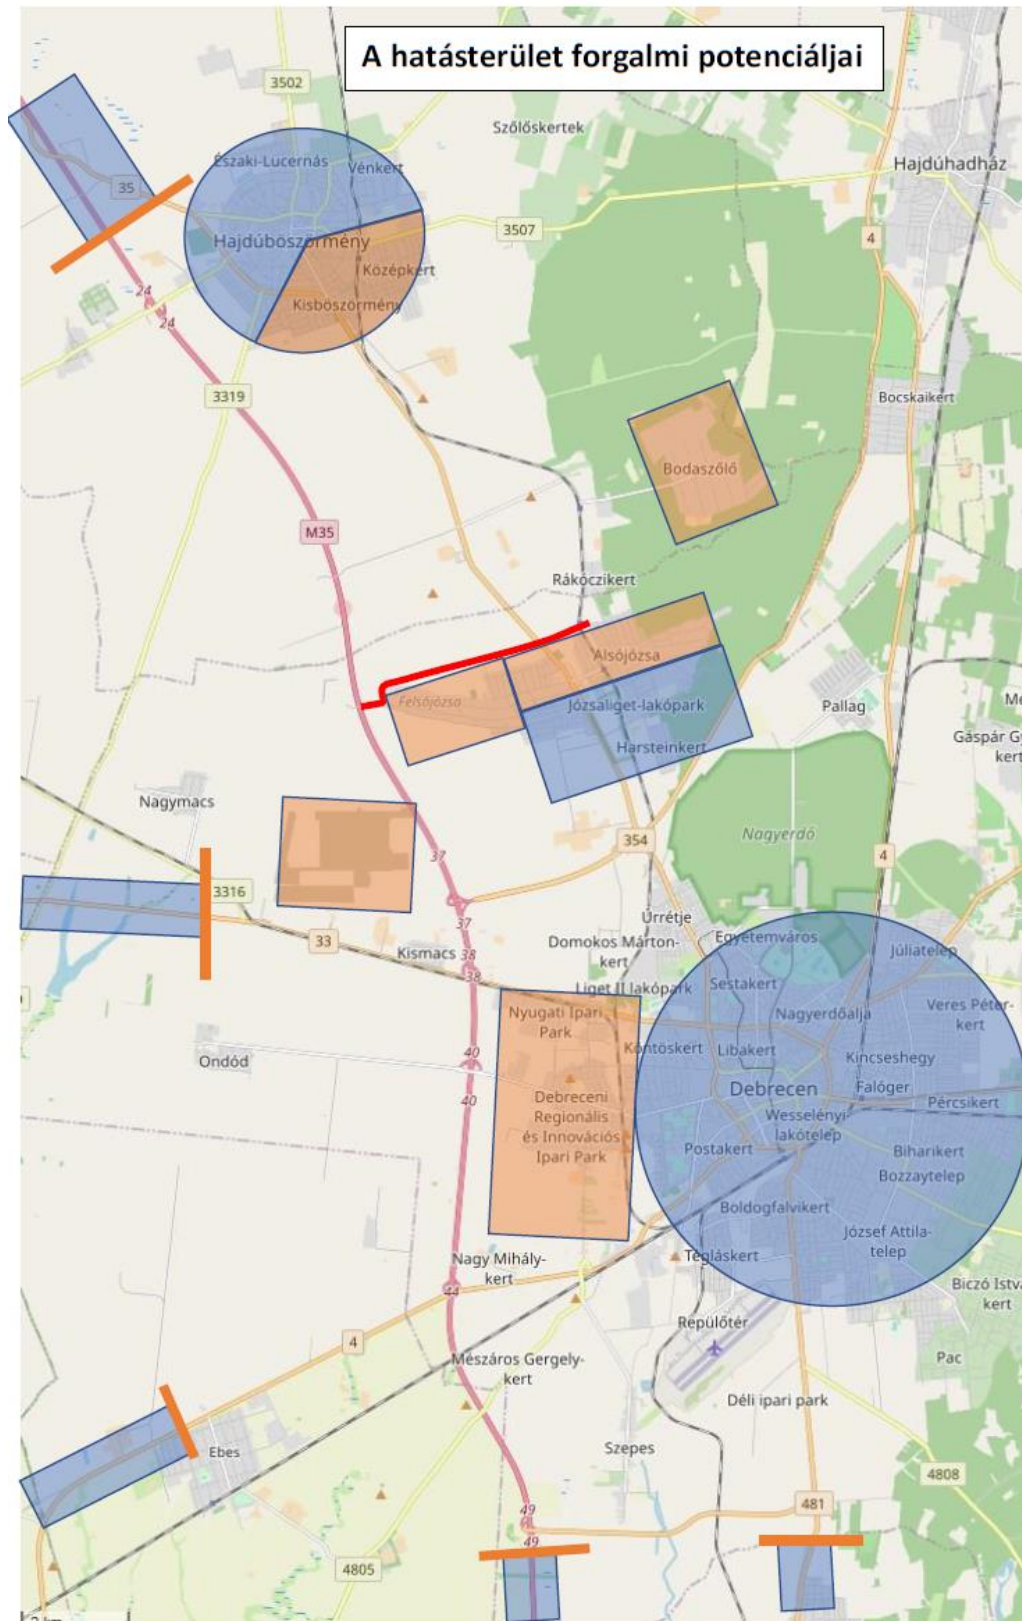 A hatásterület forgalmi potenciáljai
3502
Szőlőskertek
Északi-Lucernás
Vénkert
Hajdúhadház
35
3507
4
Hajdúböszörmény
Középkert
Kisböszörmény
24
24
3319
Bocskaikert
Bodaszőlő
M35
Rákóczikert
Alsójózsa
Felsőjózsa
Józsaliget-lakópark
Pallag
Harsteinkert
Gáspár Gy
kert
Nagymacs
354
Nagyerdő
37
4
3316
37
Úrrétje
33
Kismacs
38
38
Domokos Márton-
kert
Egyetemváros
Júliatelep
Liget II lakópark
Sestakert
Nyugati Ipari
Park
Nagyerdőalja
Veres Péter-
kert
Ondód
40
40
Köntöskert
Libakert
Kincseshegy
Debrecen
Falóger
Pércsikert
Debreceni
Regionális
és Innovációs
Ipari Park
Wesselényi-
lakótelep
Postakert
Biharikert
Bozzaytelep
Boldogfalvikert
József Attila-
telep
Nagy Mihály-
kert
Tégláskert
44
Biczó Istvá
kert
Repülőtér
4
Mészáros Gergely-
kert
Pac
Déli ipari park
Ebes
Szepes
4808
49
49
481
4805